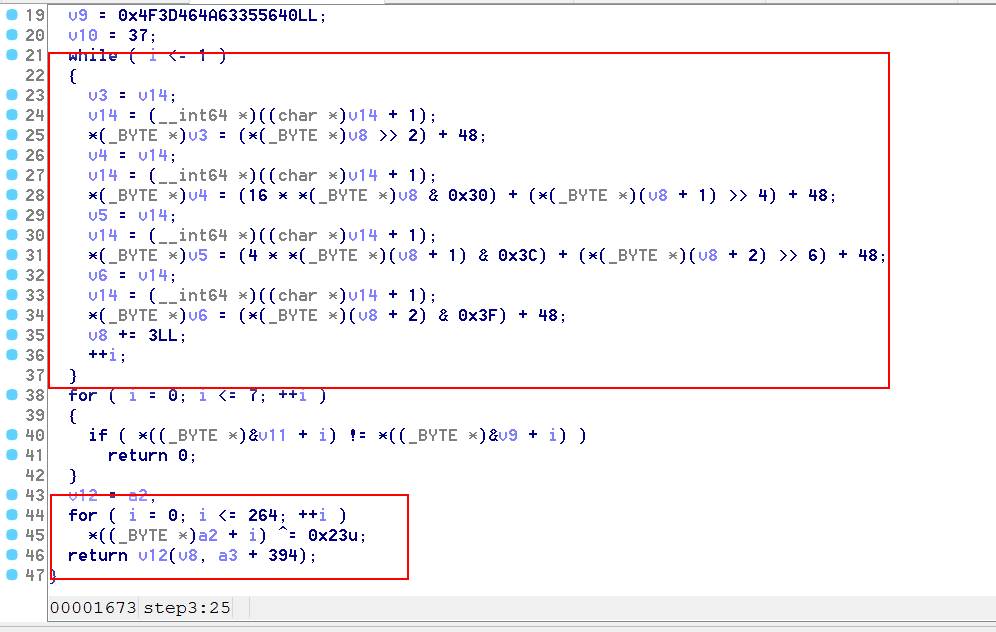 19 v9 = 0x4F3D464A63355640LL;
20 v10 = 37;
21 while ( i <= 1 )
22 {
23 v3 = v14;
24 v14 = (__int64 *)((char *)v14 + 1);
25 *(_BYTE *)v3 = (*(_BYTE *)v8 >> 2) + 48;
26 v4 = v14;
27 v14 = (__int64 *)((char *)v14 + 1);
28 *(_BYTE *)v4 = (16 * *(_BYTE *)v8 & 0x30) + (*(_BYTE *)(v8 + 1) >> 4) + 48;
29 v5 = v14;
30 v14 = (__int64 *)((char *)v14 + 1);
31 *(_BYTE *)v5 = (4 * *(_BYTE *)(v8 + 1) & 0x3C) + (*(_BYTE *)(v8 + 2) >> 6) + 48;
32 v6 = v14;
33 v14 = (__int64 *)((char *)v14 + 1);
34 *(_BYTE *)v6 = (*(_BYTE *)(v8 + 2) & 0x3F) + 48;
35 v8 += 3LL;
36 ++i;
37 }
38 for ( i = 0; i <= 7; ++i )
39 {
40 if ( *((_BYTE *)&v11 + i) != *((_BYTE *)&v9 + i) )
41 return 0;
42 }
43 v12 = a2;
44 for ( i = 0; i <= 264; ++i )
45 *((_BYTE *)a2 + i) ^= 0x23u;
46 return v12(v8, a3 + 394);
47 }
00001673 step3:25